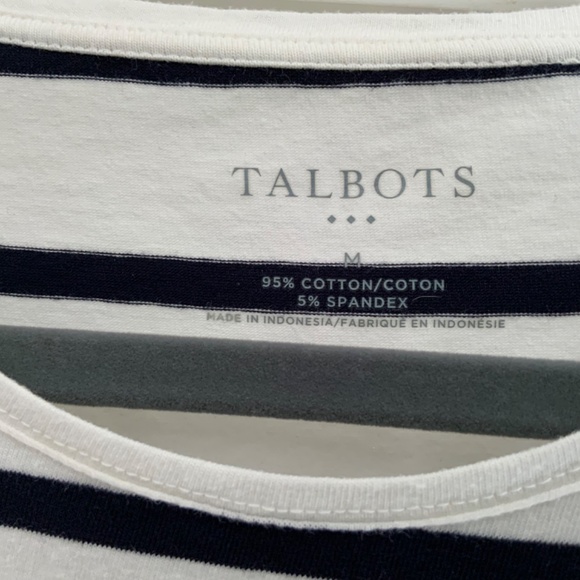 TALBOTS
M
95% COTTON/COTON
5% SPANDEX
MADE IN INDONESIA/FABRIQUÉ EN INDONÉSIE